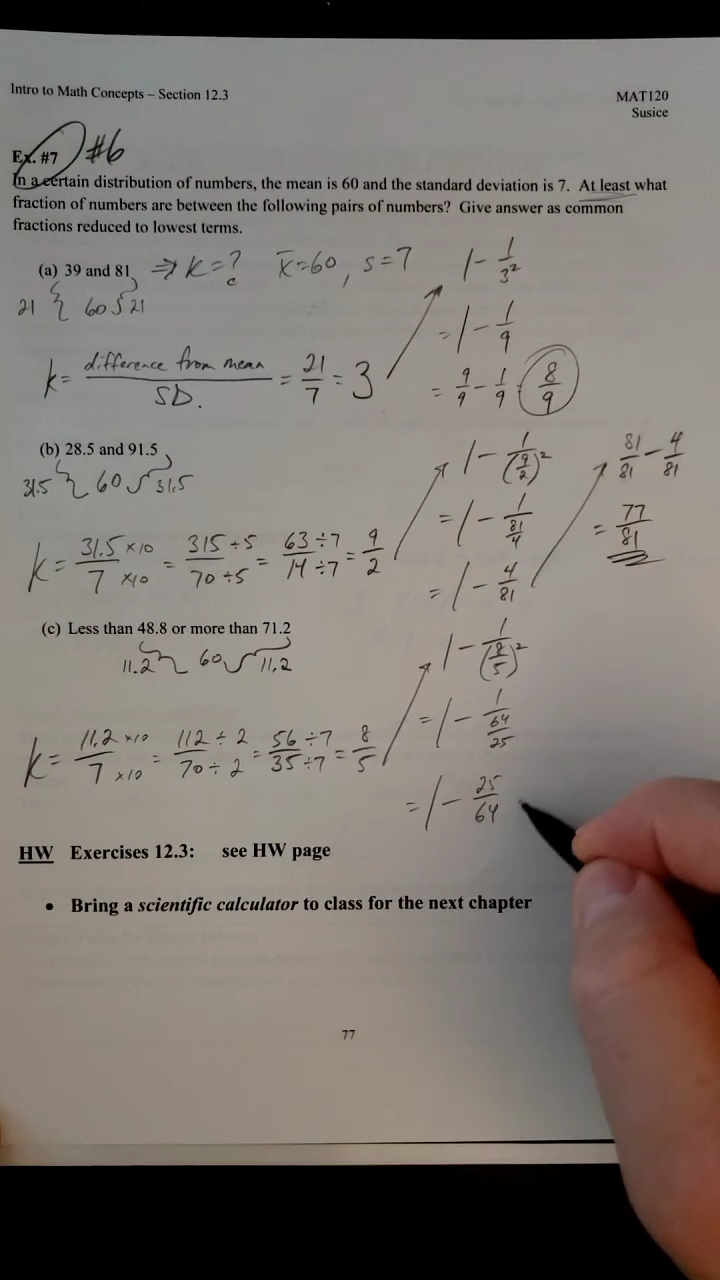 Intro to Math Concepts – Section 12.3
MAT120
Susice
Ex. #7 #6
In a certain distribution of numbers, the mean is 60 and the standard deviation is 7. At least what
fraction of numbers are between the following pairs of numbers? Give answer as common
fractions reduced to lowest terms.
(a) 39 and 81 ⇒ k=? x̄=60, s=7
21 { 60 } 21
k = difference from mean / SD. = 21/7 = 3
1 - 1/3²
= 1 - 1/9
= 9/9 - 1/9 8/9
(b) 28.5 and 91.5
31.5 { 60 } 31.5
k = 31.5 ×10 / 7 ×10 = 315 ÷5 / 70 ÷5 = 63 ÷7 / 14 ÷7 = 9/2
1 - 1/(9/2)²
= 1 - 1/(81/4)
= 1 - 4/81
81/81 - 4/81
= 77/81
(c) Less than 48.8 or more than 71.2
11.2 { 60 } 11.2
k = 11.2 ×10 / 7 ×10 = 112 ÷ 2 / 70 ÷ 2 = 56 ÷7 / 35 ÷7 = 8/5
1 - 1/(8/5)²
= 1 - 1/(64/25)
= 1 - 25/64
HW Exercises 12.3: see HW page
• Bring a scientific calculator to class for the next chapter
77